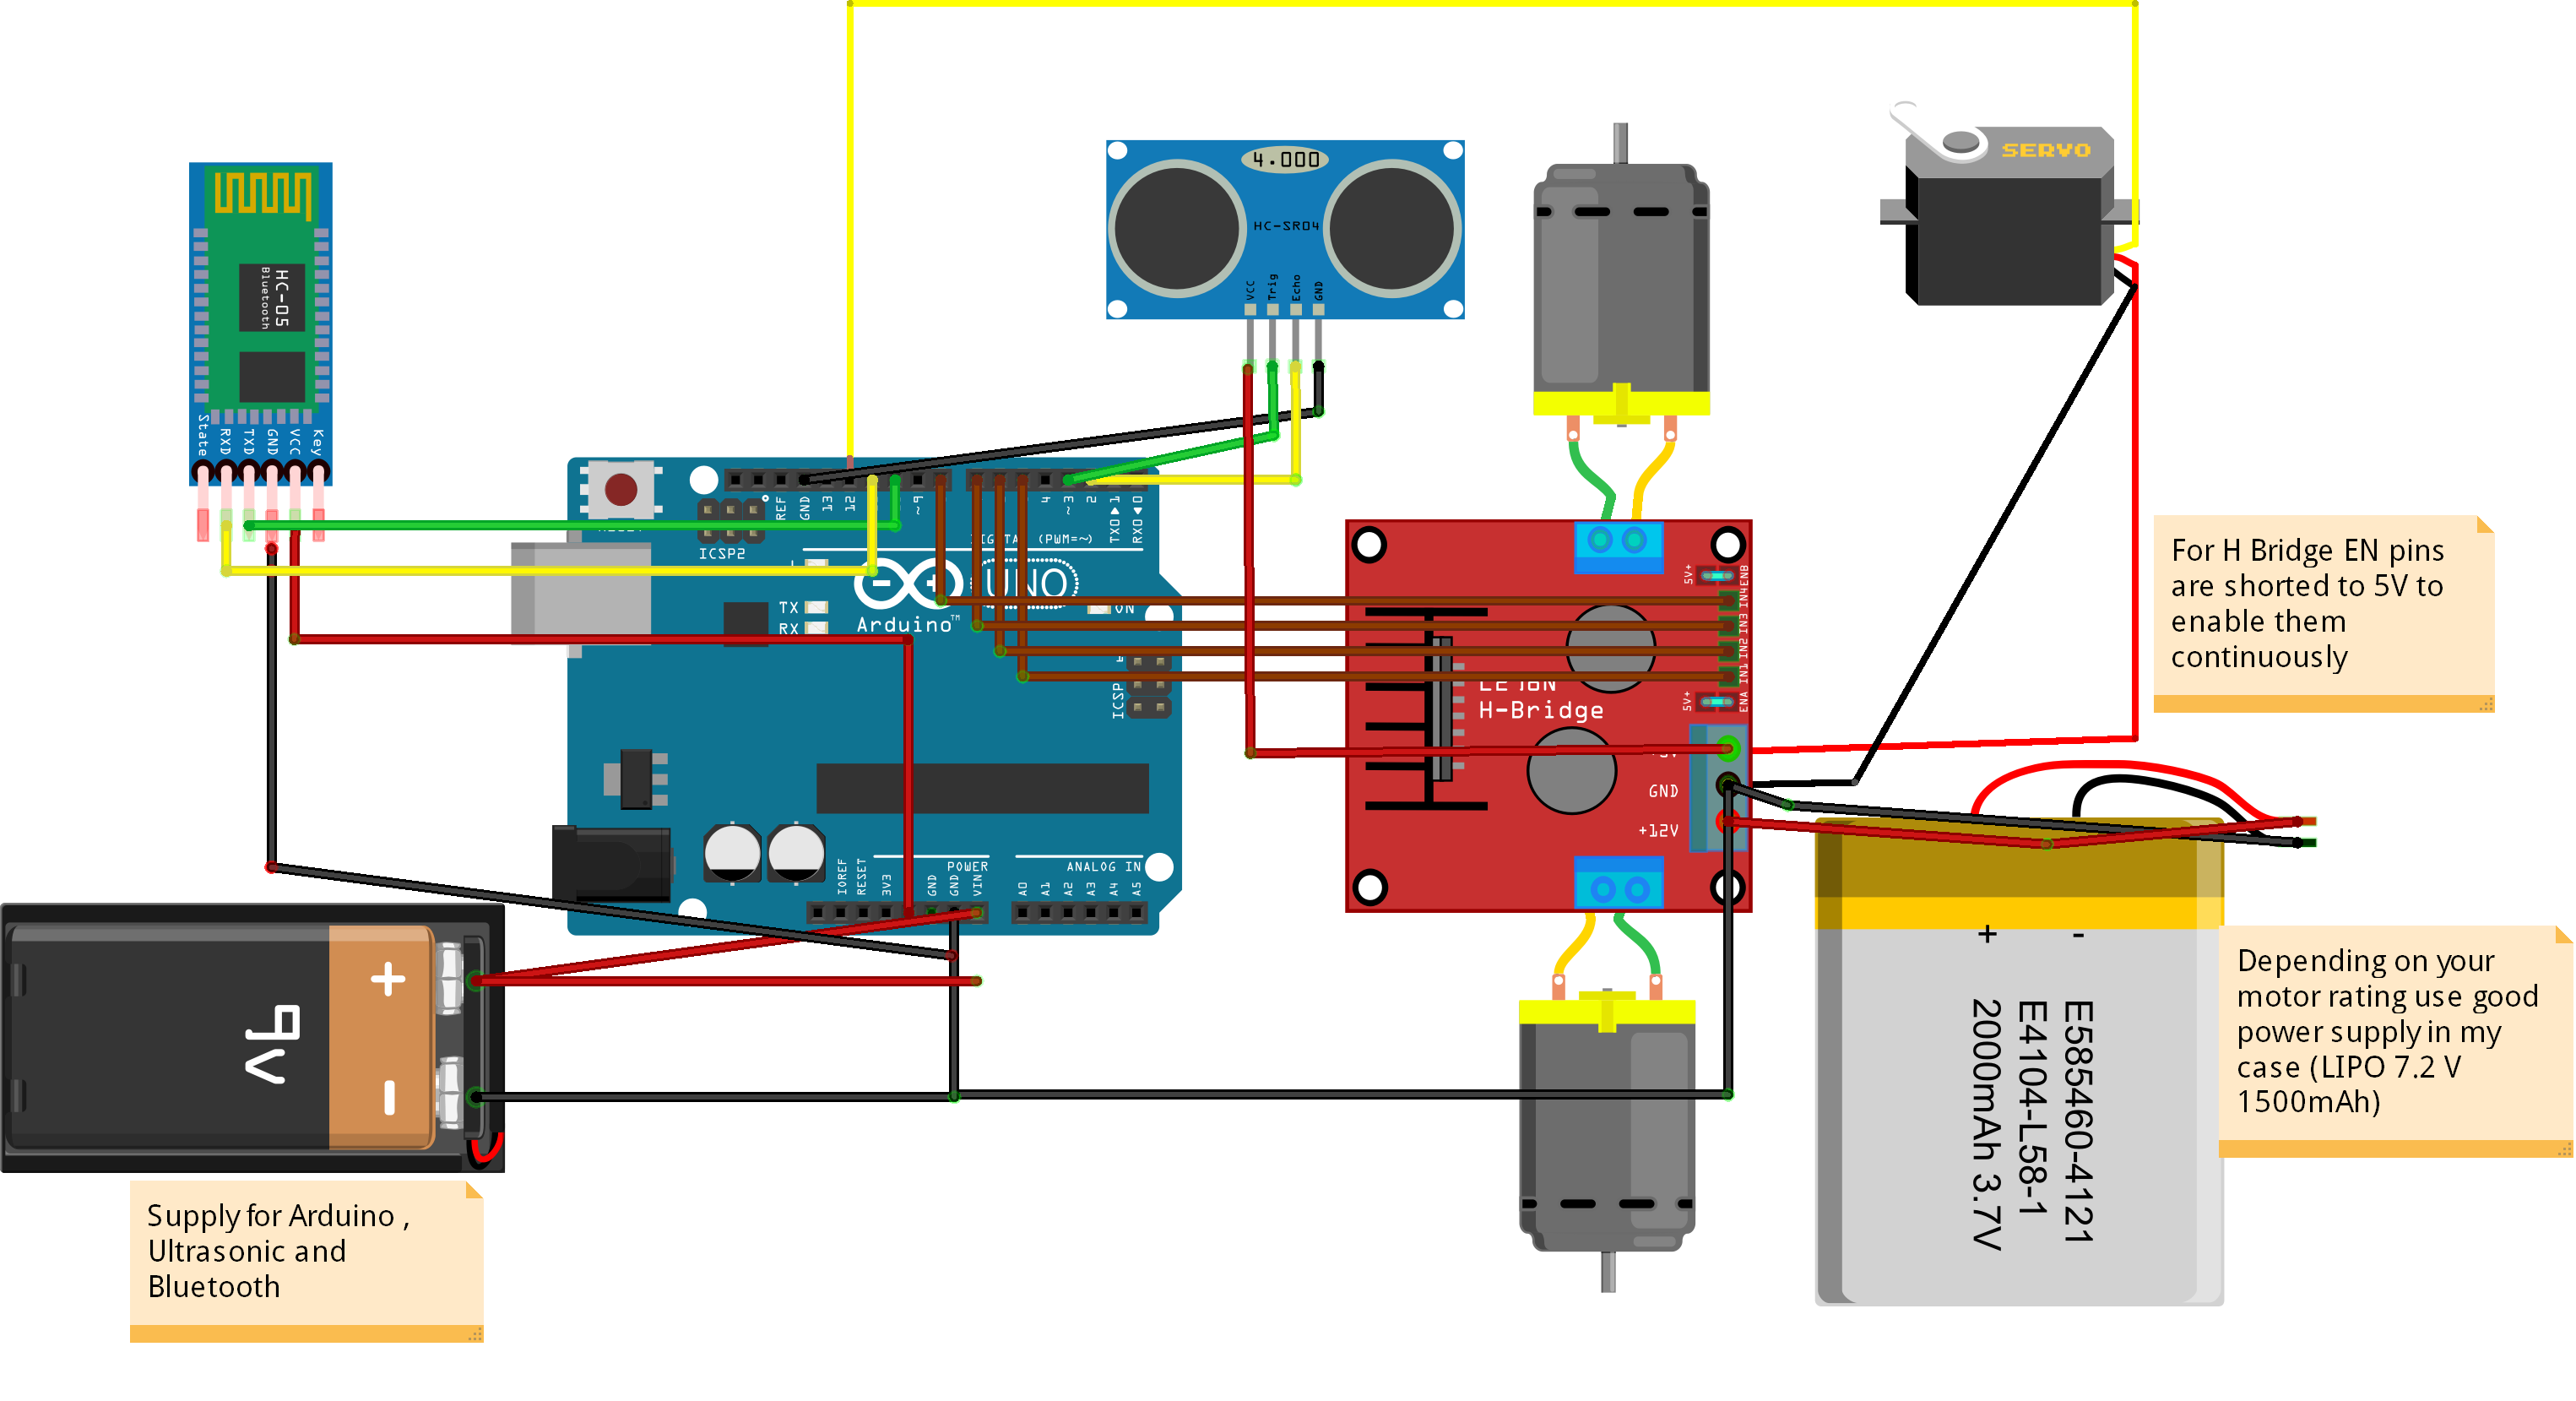 4.000
HC-SR04
VCC
Trig
Echo
GND
SERVO
HC-05
Bluetooth
State
RXD
TXD
GND
VCC
Key
REF
GND
13
12
~9
4
~3
2
TX0▶1
RX0◀0
ICSP2
(PWM=~)
TX
RX
UNO
Arduino™
ON
ICSP
POWER
ANALOG IN
IOREF
RESET
3V3
GND
GND
VIN
A0
A1
A2
A3
A4
A5
5V+
ENB
IN4
IN3
IN2
IN1
ENA
5V+
H-Bridge
GND
+12V
For H Bridge EN pins
are shorted to 5V to
enable them
continuously
+ -
E585460-4121
E4104-L58-1
2000mAh 3.7V
Depending on your
motor rating use good
power supply in my
case (LIPO 7.2 V
1500mAh)
+
-
9v
Supply for Arduino ,
Ultrasonic and
Bluetooth